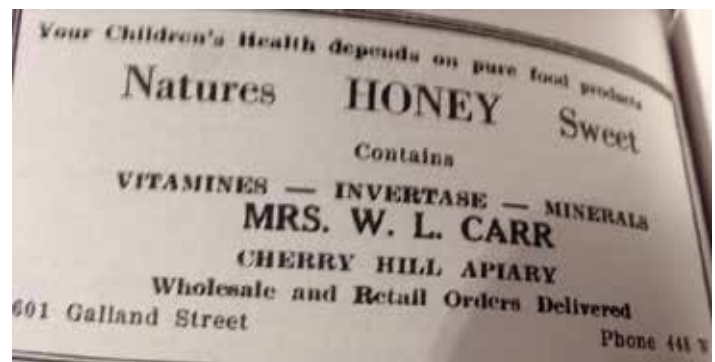 Your Children's Health depends on pure food products
Natures HONEY Sweet
Contains
VITAMINES — INVERTASE — MINERALS
MRS. W. L. CARR
CHERRY HILL APIARY
Wholesale and Retail Orders Delivered
601 Galland Street Phone 448